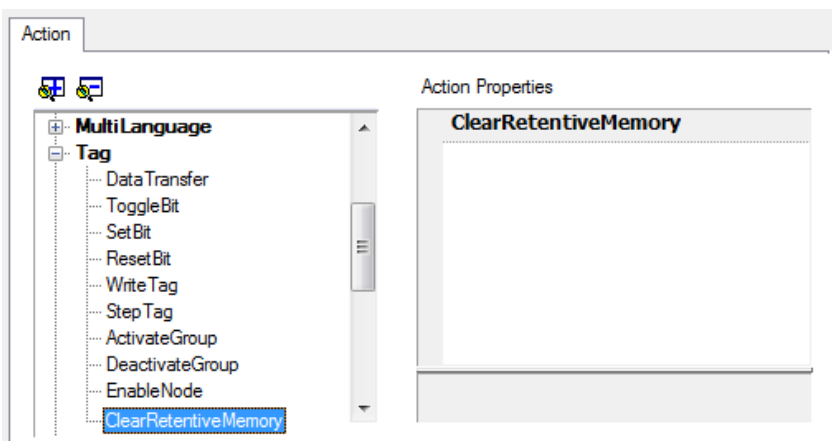 Action
Action Properties
MultiLanguage
Tag
DataTransfer
ToggleBit
SetBit
ResetBit
WriteTag
StepTag
ActivateGroup
DeactivateGroup
EnableNode
ClearRetentiveMemory
ClearRetentiveMemory